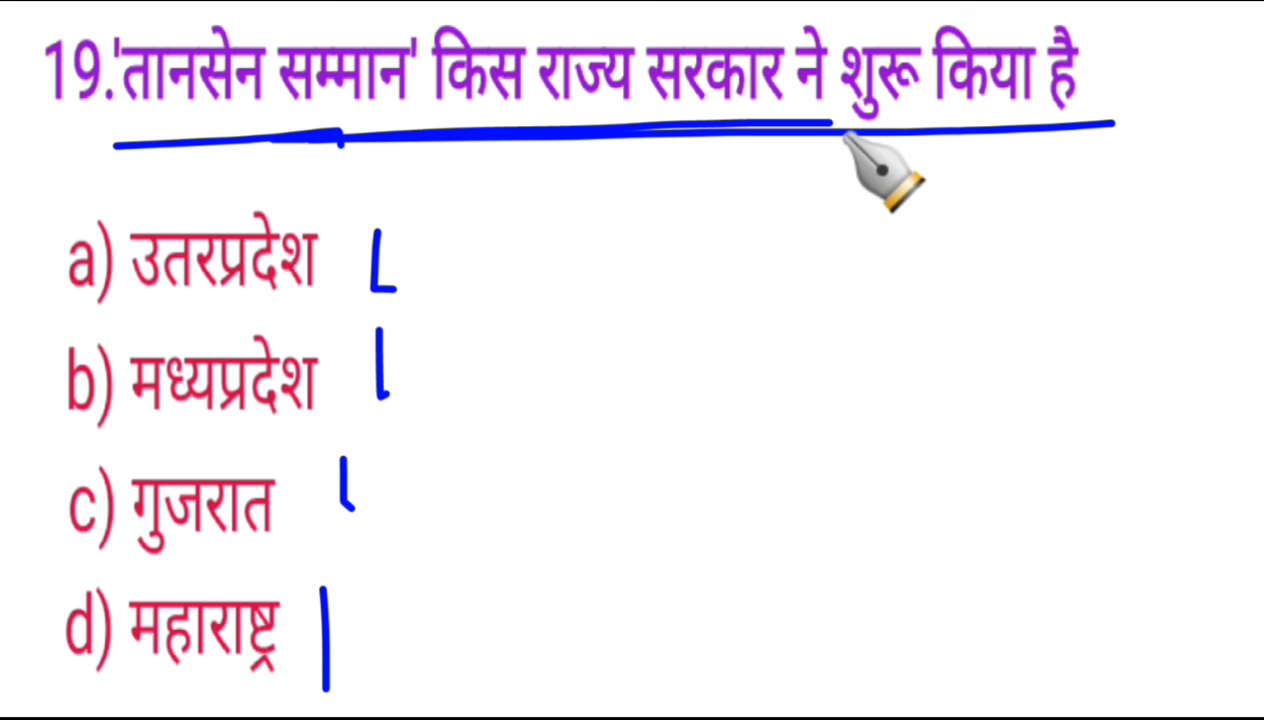 19.'तानसेन सम्मान' किस राज्य सरकार ने शुरू किया है
a) उतरप्रदेश
b) मध्यप्रदेश
c) गुजरात
d) महाराष्ट्र